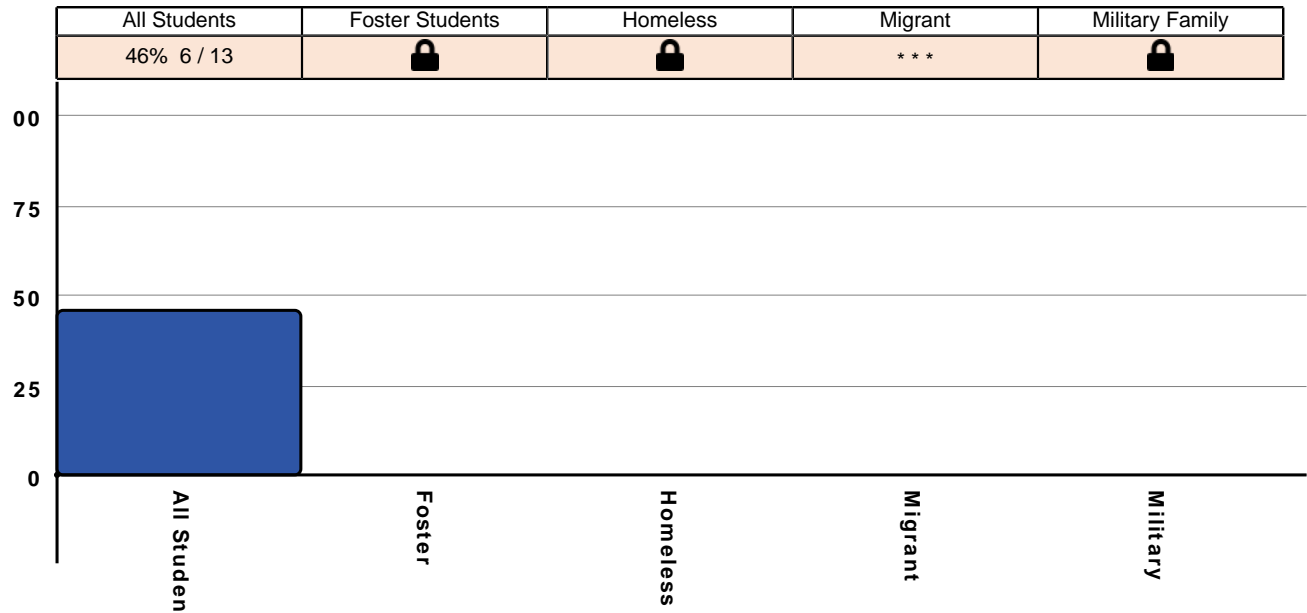 All Students Foster Students Homeless Migrant Military Family
46% 6 / 13 * * *
00
75
50
25
0
All Studen
Foster
Homeless
Migrant
Military